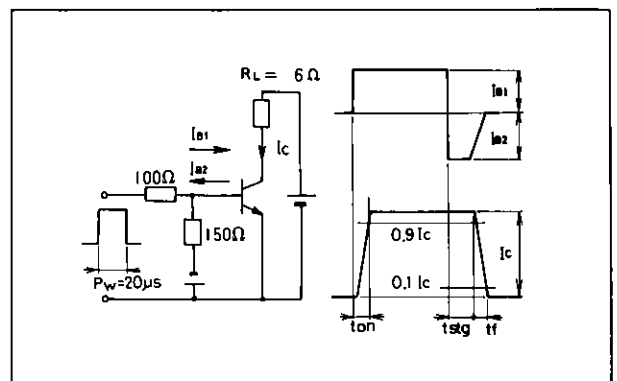 RL = 6Ω
IB1
IB2
Ic
100Ω
150Ω
PW=20μs
IB1
IB2
0.9 Ic
Ic
0.1 Ic
ton
tstg
tf